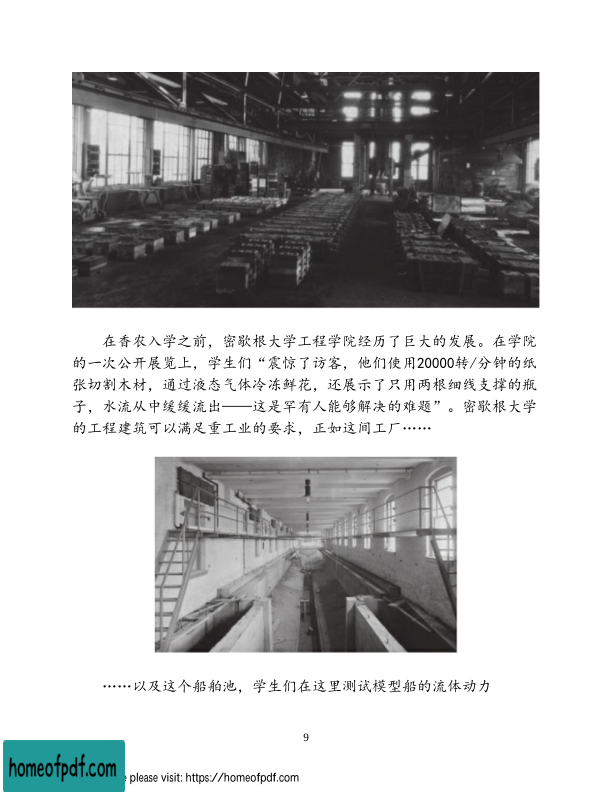 在香农入学之前，密歇根大学工程学院经历了巨大的发展。在学院
的一次公开展览上，学生们“震惊了访客，他们使用20000转/分钟的纸
张切割木材，通过液态气体冷冻鲜花，还展示了只用两根细线支撑的瓶
子，水流从中缓缓流出——这是罕有人能够解决的难题”。密歇根大学
的工程建筑可以满足重工业的要求，正如这间工厂……
……以及这个船舶池，学生们在这里测试模型船的流体动力
9
homeofpdf.com
e please visit: https://homeofpdf.com